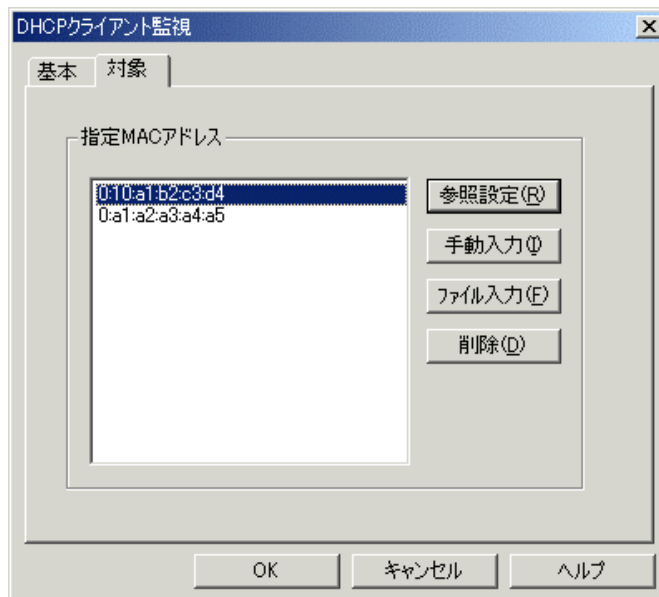 DHCPクライアント監視
基本 対象
指定MACアドレス
0:10:a1:b2:c3:d4
0:a1:a2:a3:a4:a5
参照設定(R)
手動入力(I)
ファイル入力(F)
削除(D)
OK キャンセル ヘルプ